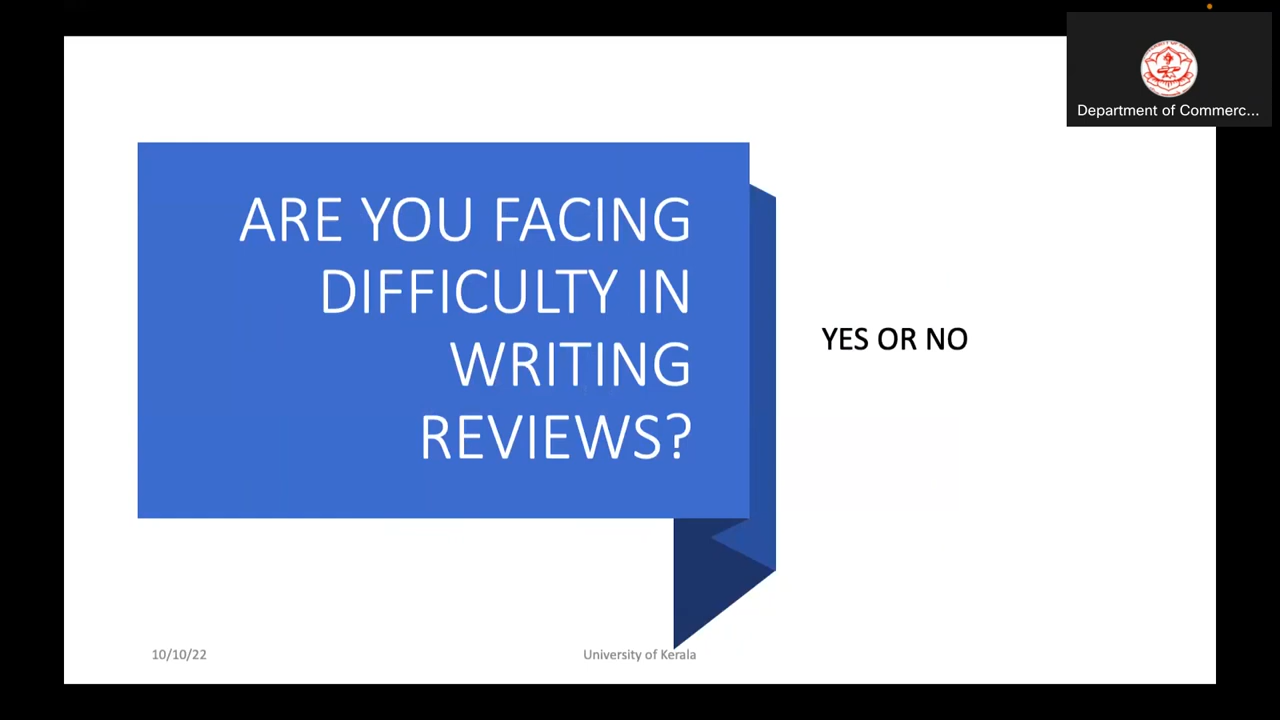 Department of Commerc...
ARE YOU FACING
DIFFICULTY IN
WRITING
REVIEWS?
YES OR NO
10/10/22
University of Kerala